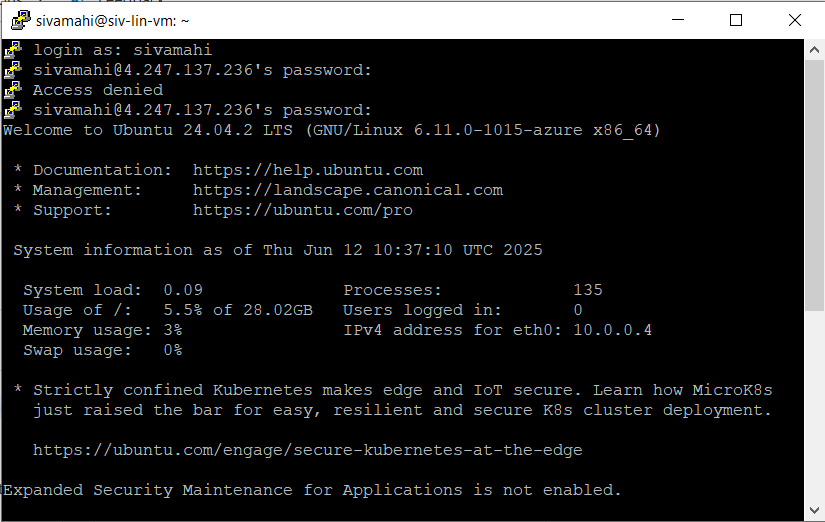 sivamahi@siv-lin-vm: ~
login as: sivamahi
sivamahi@4.247.137.236's password:
Access denied
sivamahi@4.247.137.236's password:
Welcome to Ubuntu 24.04.2 LTS (GNU/Linux 6.11.0-1015-azure x86_64)

 * Documentation:  https://help.ubuntu.com
 * Management:     https://landscape.canonical.com
 * Support:        https://ubuntu.com/pro

 System information as of Thu Jun 12 10:37:10 UTC 2025

  System load:  0.09              Processes:             135
  Usage of /:   5.5% of 28.02GB   Users logged in:       0
  Memory usage: 3%                IPv4 address for eth0: 10.0.0.4
  Swap usage:   0%

 * Strictly confined Kubernetes makes edge and IoT secure. Learn how MicroK8s
   just raised the bar for easy, resilient and secure K8s cluster deployment.

   https://ubuntu.com/engage/secure-kubernetes-at-the-edge

Expanded Security Maintenance for Applications is not enabled.